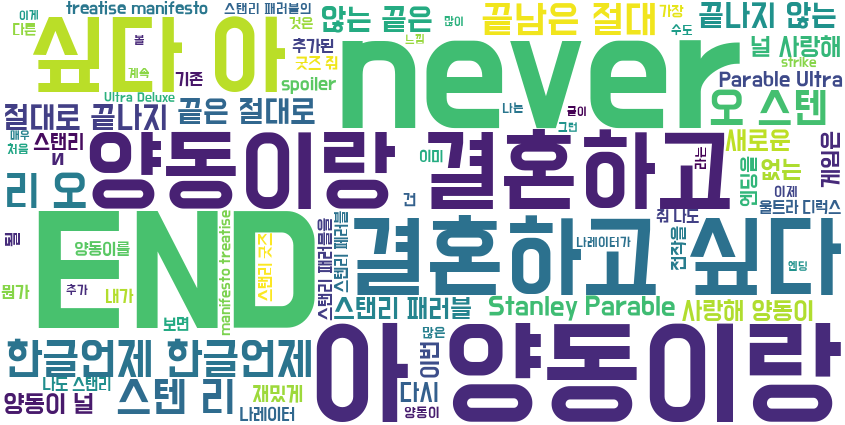 treatise manifesto
스탠리 패러블의
않는 끝은
끝남은 절대
가장
끝나지 않는
이게
다른
싶다 아
볼
것은
많이
추가된
느낌
수도
never
널 사랑해
계속
기존
굿즈 줘
strike
spoiler
Parable Ultra
Ultra Deluxe
절대로 끝나지
끝은 절대로
나는
글이
오 스텐
매우
처음
스탠리
N
그런
새로운
양동이랑 결혼하고
이미
라는
없는
게임은
리 오
건
엔딩을
이제
울트라 디럭스
END
manifesto treatise
스탠리 굿즈
스탠리 패러블을
스탠리 패러블
결혼하고 싶다
줘 나도
전작을
될
양동이를
나레이터가
엔딩
뭔가
추가
내가
보면
스탠리 패러블
Stanley Parable
사랑해 양동이
한글언제 한글언제
아 양동이랑
많은
이번
나도 스탠리
재밌게
다시
양동이 널
스텐 리
나레이터
양동이